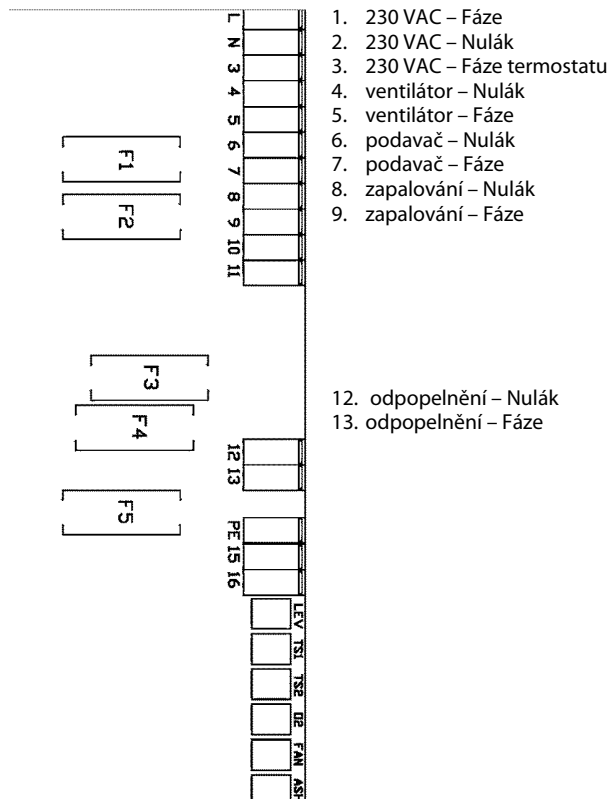 L
N
3
4
5
6
7
8
9
10
11
F1
F2
F3
F4
F5
12
13
PE
15
16
LEV
TS1
TS2
O2
FAN
ASH
1. 230 VAC – Fáze
2. 230 VAC – Nulák
3. 230 VAC – Fáze termostatu
4. ventilátor – Nulák
5. ventilátor – Fáze
6. podavač – Nulák
7. podavač – Fáze
8. zapalování – Nulák
9. zapalování – Fáze
12. odpopelnění – Nulák
13. odpopelnění – Fáze